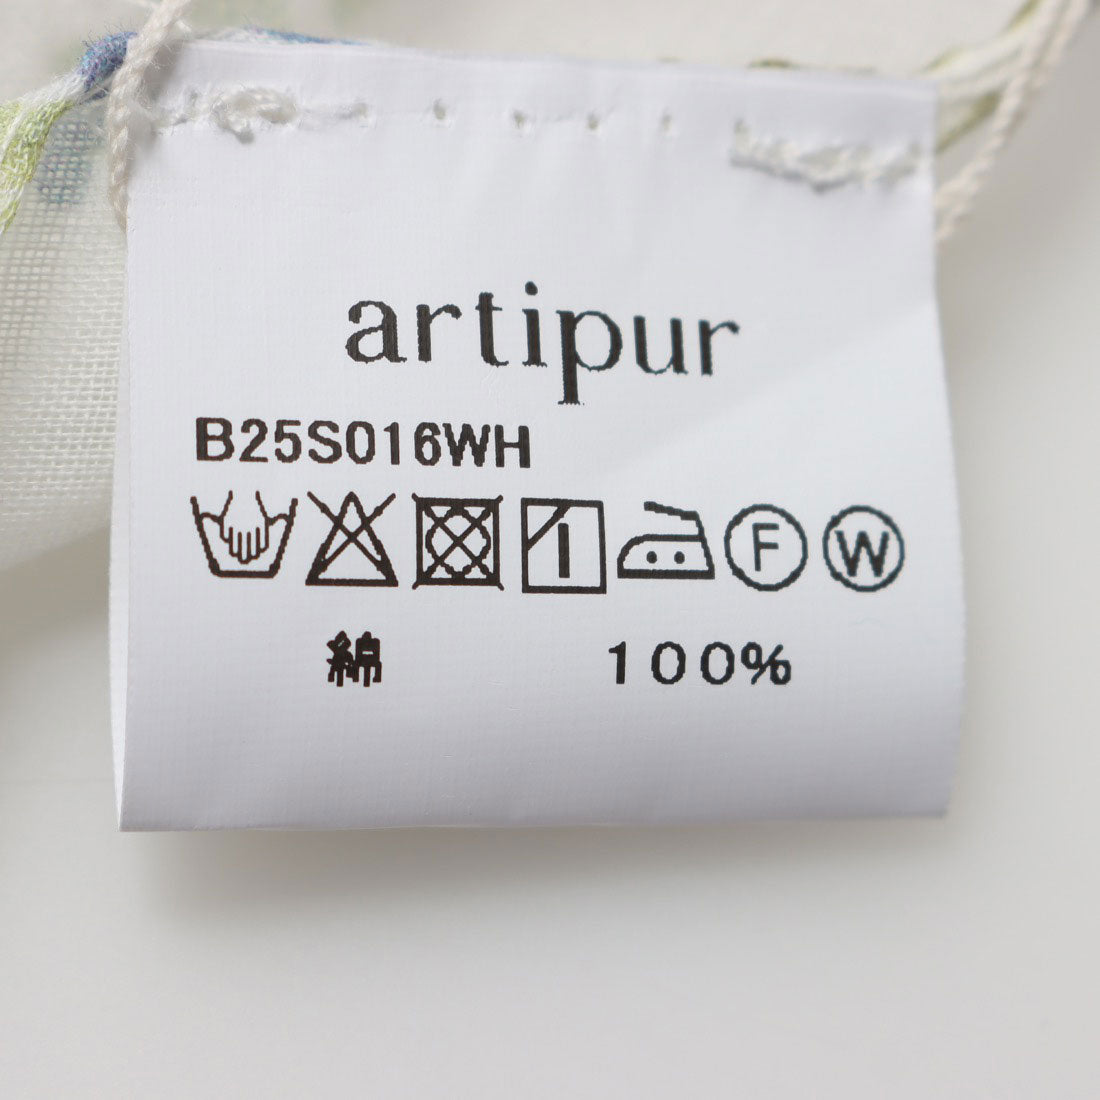 artipur
B25S016WH
F W
綿 100%